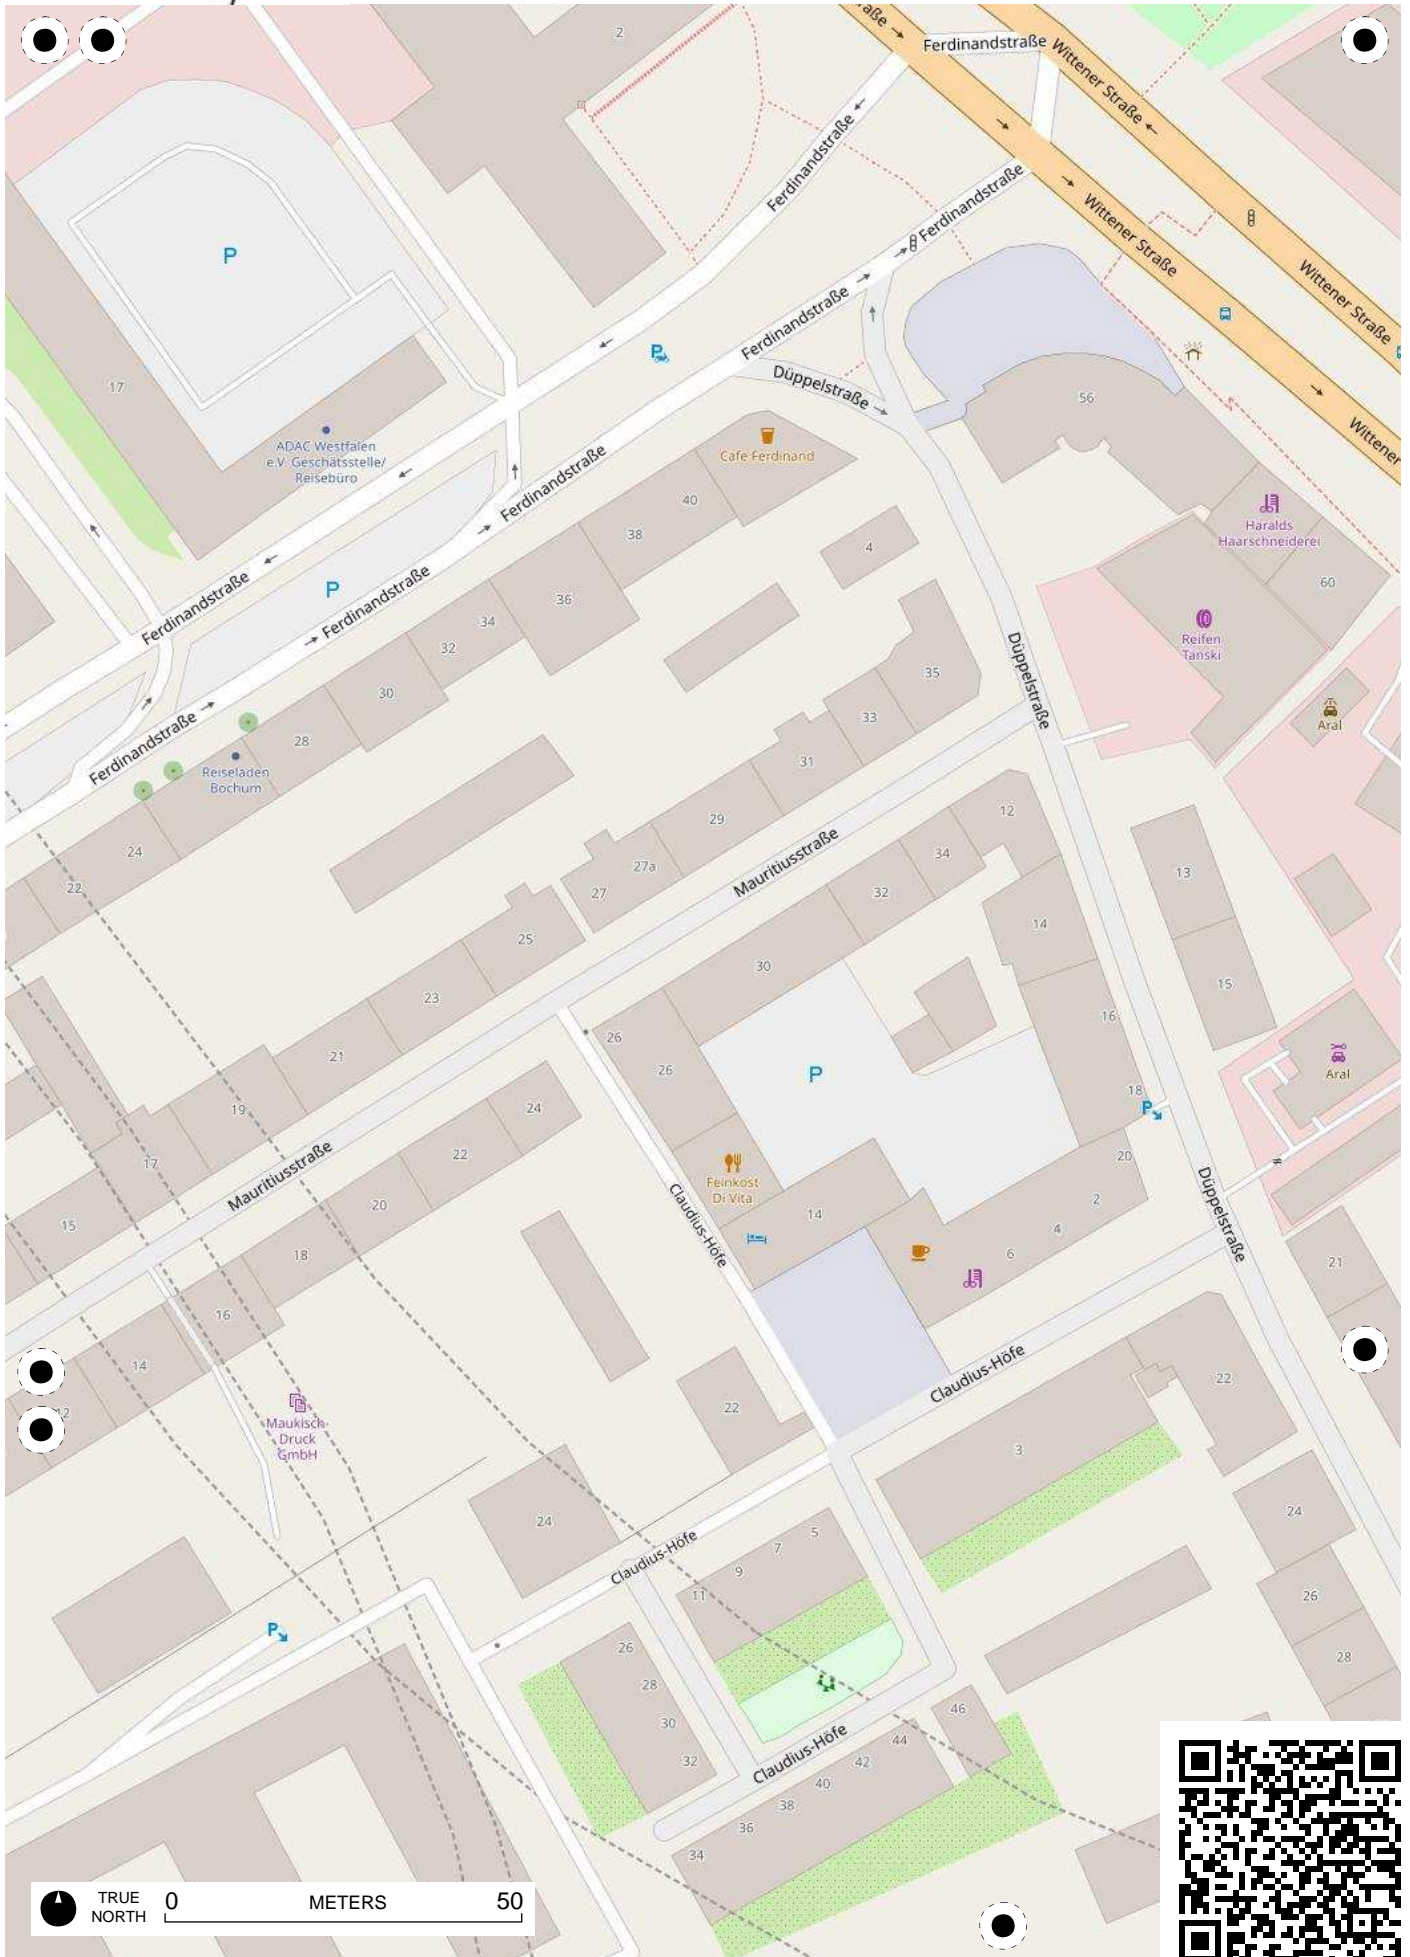 2
Ferdinandstraße
Wittener Straße
raße
Ferdinandstraße
Ferdinandstraße
Wittener Straße
Wittener Straße
P
Ferdinandstraße
P
Düppelstraße
17
56
Wittener
ADAC Westfalen
e.V. Geschätsstelle/
Reisebüro
Cafe Ferdinand
Ferdinandstraße
40
38
4
Haralds
Haarschneiderei
60
P
Ferdinandstraße
Ferdinandstraße
36
34
32
30
Düppelstraße
Reifen
Tanski
35
33
31
Aral
Ferdinandstraße
28
Reiseladen
Bochum
29
12
24
22
27a
27
Mauritiusstraße
34
32
13
14
25
30
23
15
16
26
21
26
P
Aral
19
24
18
P
17
22
20
Mauritiusstraße
Feinkost
Di Vita
Claudius-Höfe
15
20
14
2
4
6
Düppelstraße
18
21
16
14
Claudius-Höfe
22
12
22
Maukisch-
Druck
GmbH
3
24
24
5
7
9
11
Claudius-Höfe
26
P
26
28
28
30
32
46
44
42
40
38
36
34
Claudius-Höfe
TRUE
NORTH
0
METERS
50